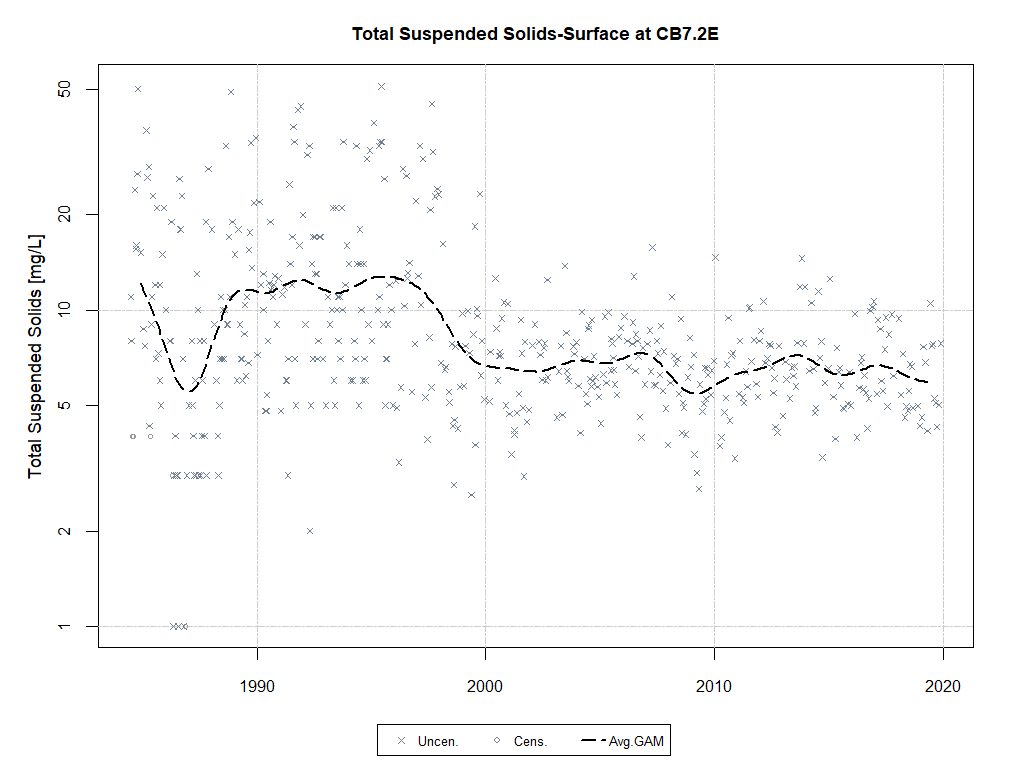 Total Suspended Solids-Surface at CB7.2E
Total Suspended Solids [mg/L]
50
20
10
5
2
1
1990 2000 2010 2020
Uncen. Cens. Avg.GAM